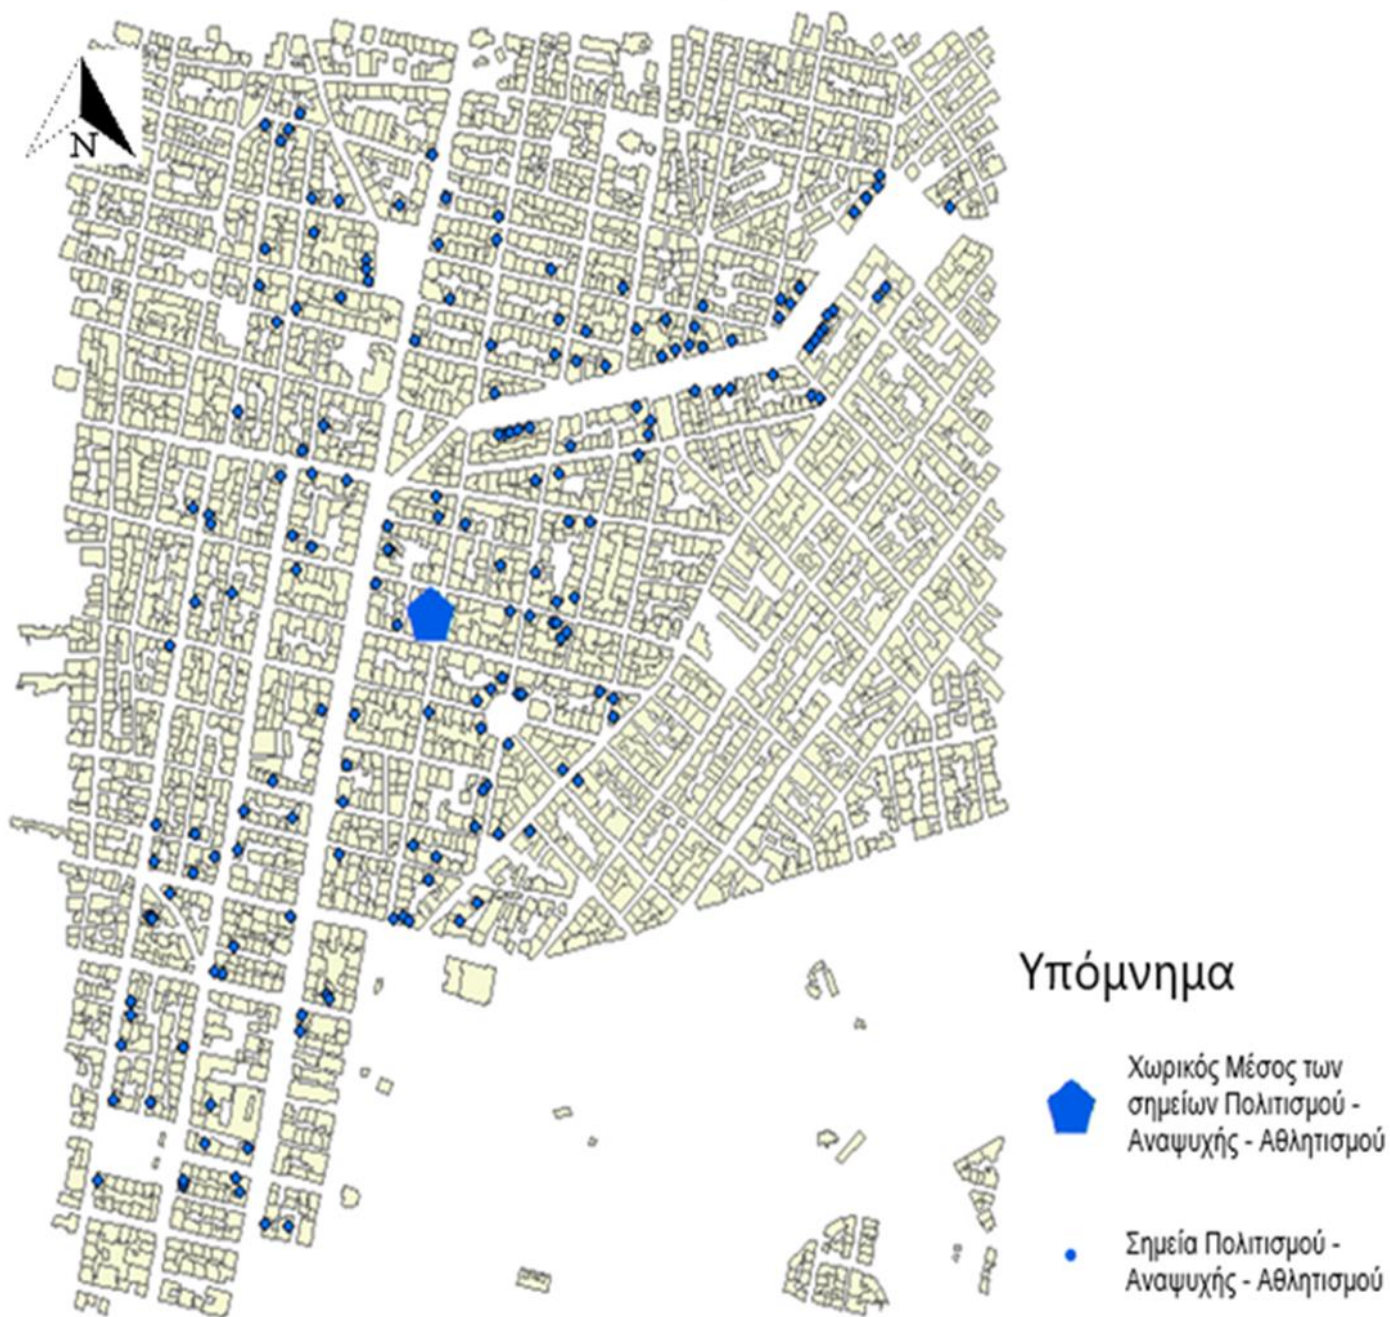 N
Υπόμνημα
Χωρικός Μέσος των
σημείων Πολιτισμού -
Αναψυχής - Αθλητισμού
Σημεία Πολιτισμού -
Αναψυχής - Αθλητισμού